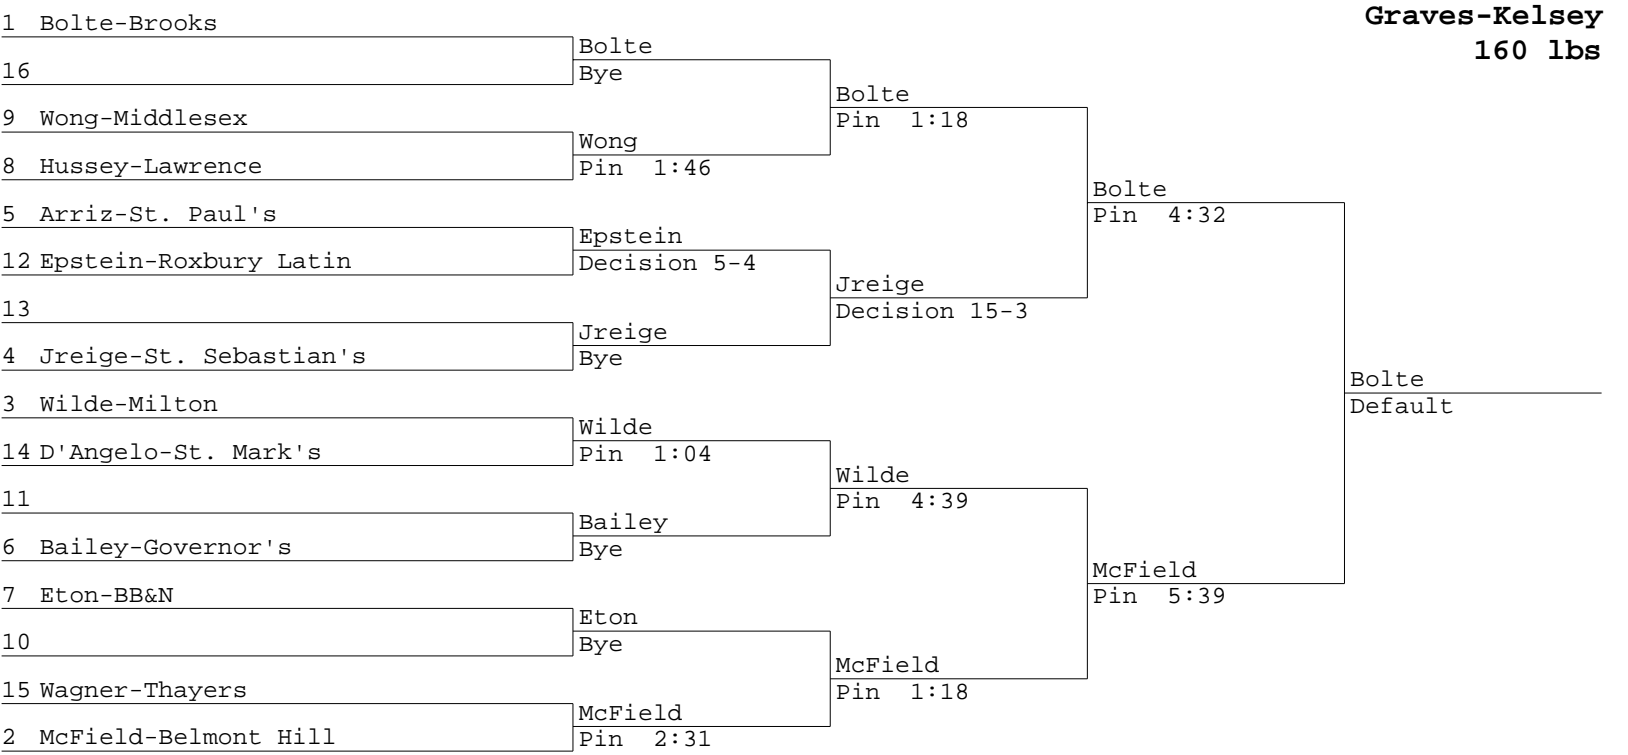 Graves-Kelsey
160 lbs
1 Bolte-Brooks
16
9 Wong-Middlesex
8 Hussey-Lawrence
5 Arriz-St. Paul's
12 Epstein-Roxbury Latin
13
4 Jreige-St. Sebastian's
3 Wilde-Milton
14 D'Angelo-St. Mark's
11
6 Bailey-Governor's
7 Eton-BB&N
10
15 Wagner-Thayers
2 McField-Belmont Hill
Bolte
Bye
Wong
Pin 1:46
Epstein
Decision 5-4
Jreige
Bye
Wilde
Pin 1:04
Bailey
Bye
Eton
Bye
McField
Pin 2:31
Bolte
Pin 1:18
Jreige
Decision 15-3
Wilde
Pin 4:39
McField
Pin 1:18
Bolte
Pin 4:32
McField
Pin 5:39
Bolte
Default